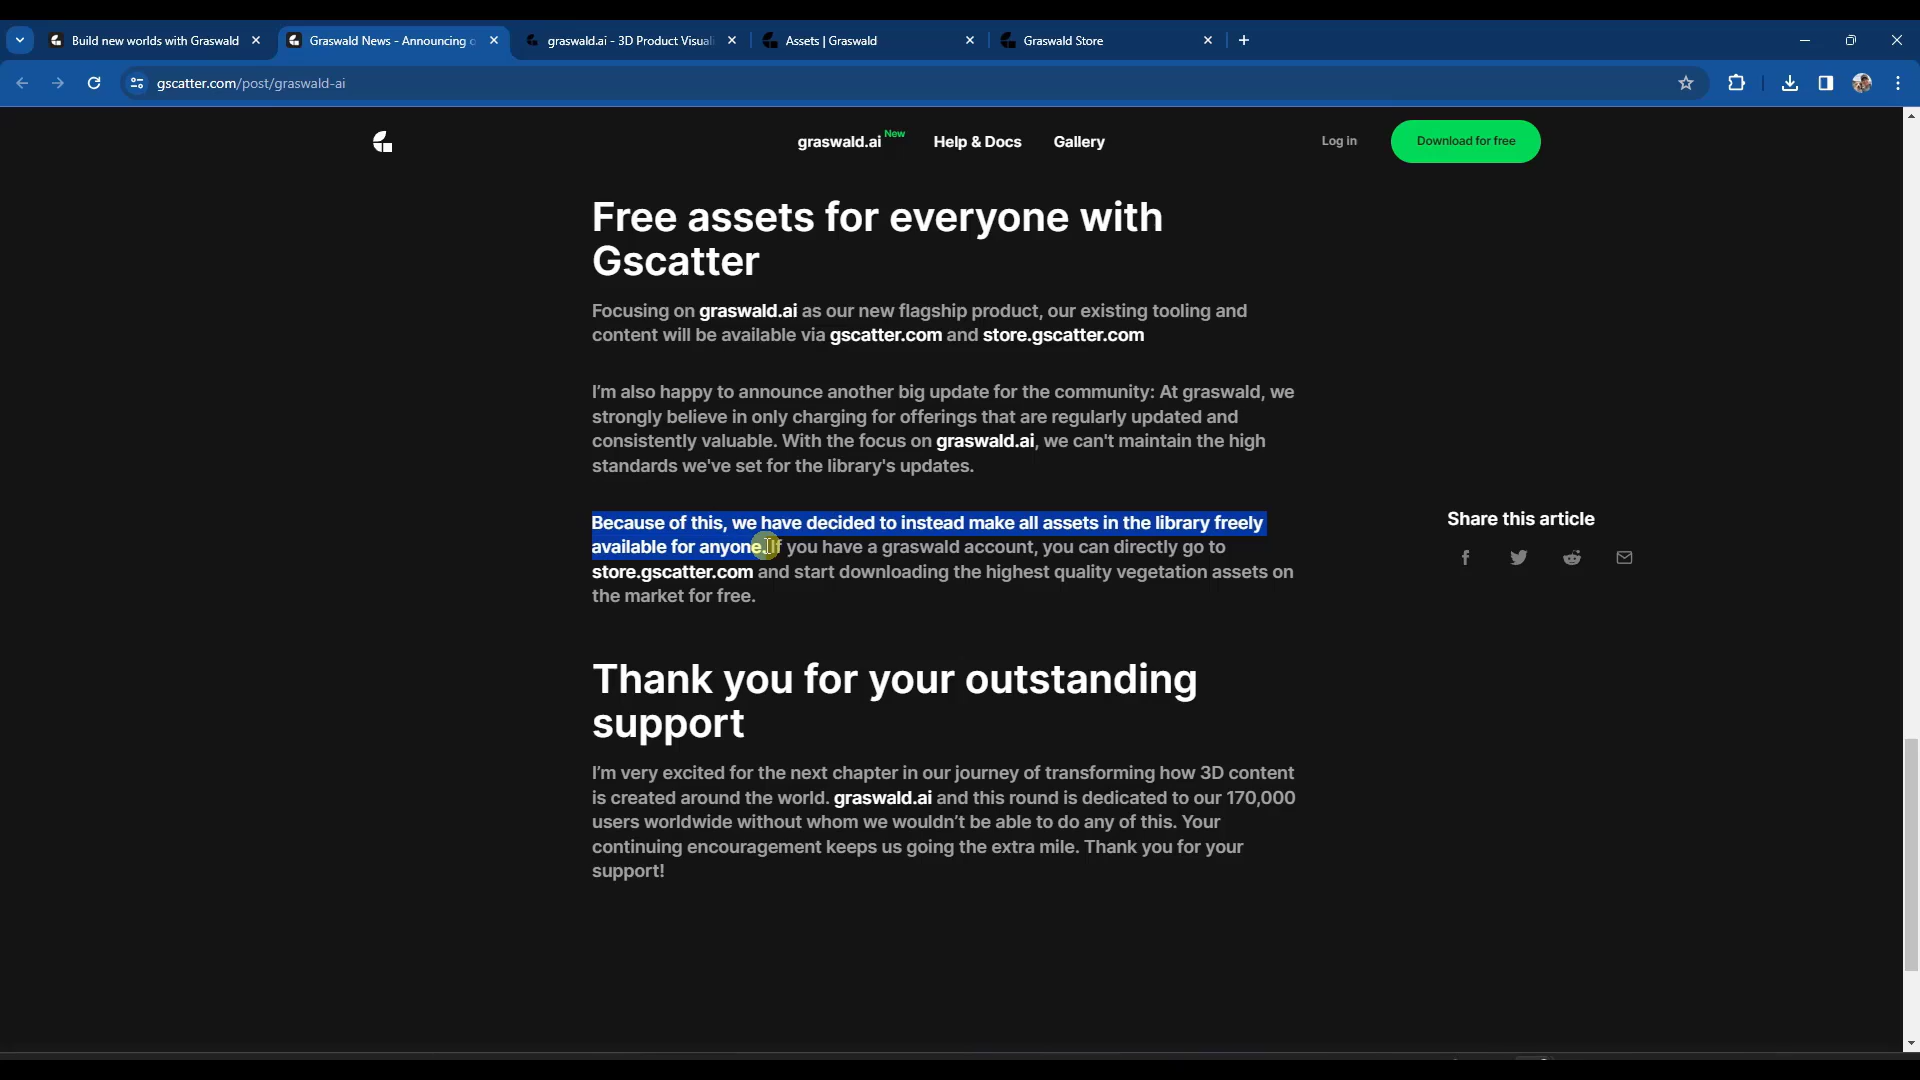 Build new worlds with Graswald
Graswald News - Announcing
graswald.ai - 3D Product Visual
Assets | Graswald
Graswald Store
gscatter.com/post/graswald-ai
graswald.ai New
Help & Docs
Gallery
Log in
Download for free
Free assets for everyone with
Gscatter
Focusing on graswald.ai as our new flagship product, our existing tooling and
content will be available via gscatter.com and store.gscatter.com
I'm also happy to announce another big update for the community: At graswald, we
strongly believe in only charging for offerings that are regularly updated and
consistently valuable. With the focus on graswald.ai, we can't maintain the high
standards we've set for the library's updates.
Because of this, we have decided to instead make all assets in the library freely
available for anyone. If you have a graswald account, you can directly go to
store.gscatter.com and start downloading the highest quality vegetation assets on
the market for free.
Share this article
Thank you for your outstanding
support
I'm very excited for the next chapter in our journey of transforming how 3D content
is created around the world. graswald.ai and this round is dedicated to our 170,000
users worldwide without whom we wouldn't be able to do any of this. Your
continuing encouragement keeps us going the extra mile. Thank you for your
support!